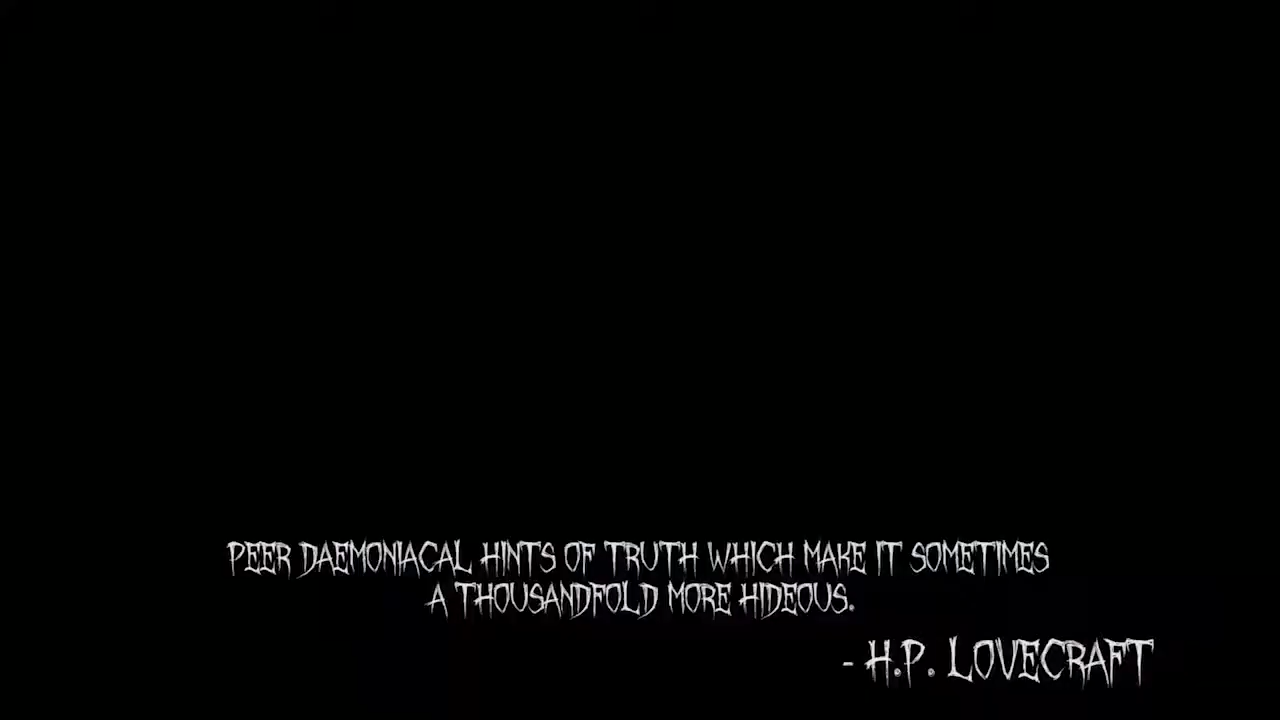 PEER DAEMONIACAL HINTS OF TRUTH WHICH MAKE IT SOMETIMES
A THOUSANDFOLD MORE HIDEOUS.
- H.P. LOVECRAFT